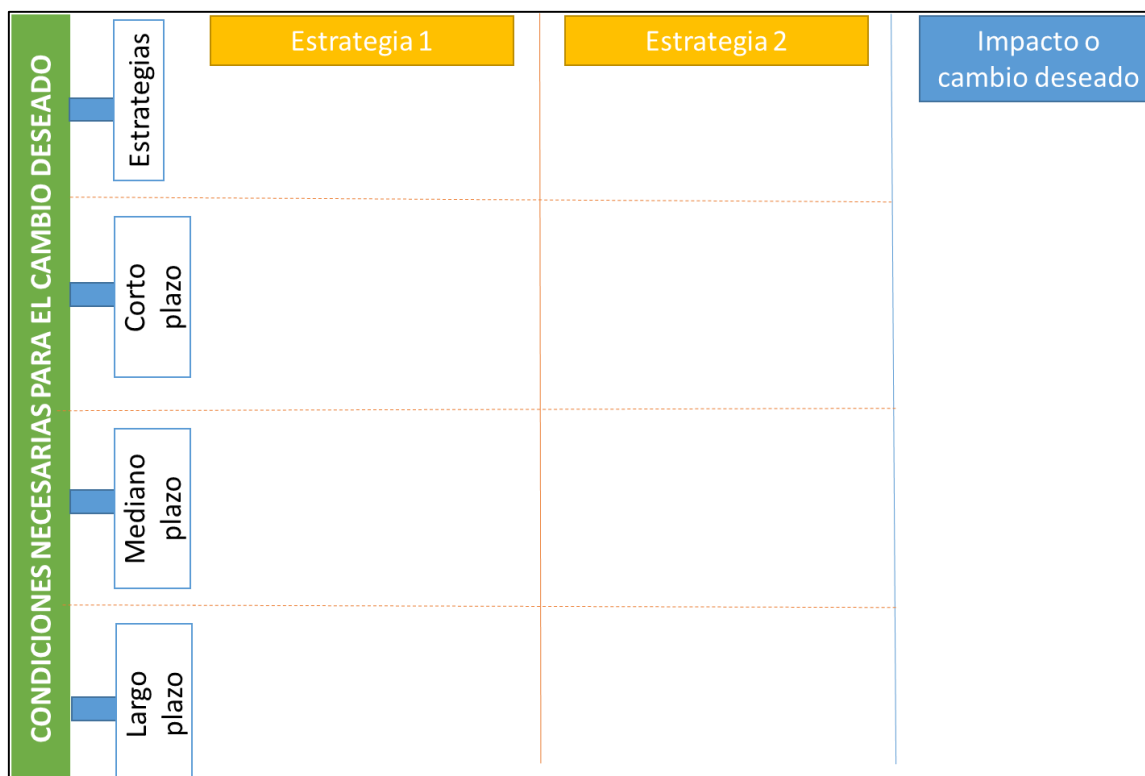 CONDICIONES NECESARIAS PARA EL CAMBIO DESEADO
Estrategias
Estrategia 1
Estrategia 2
Impacto o
cambio deseado
Corto
plazo
Mediano
plazo
Largo
plazo